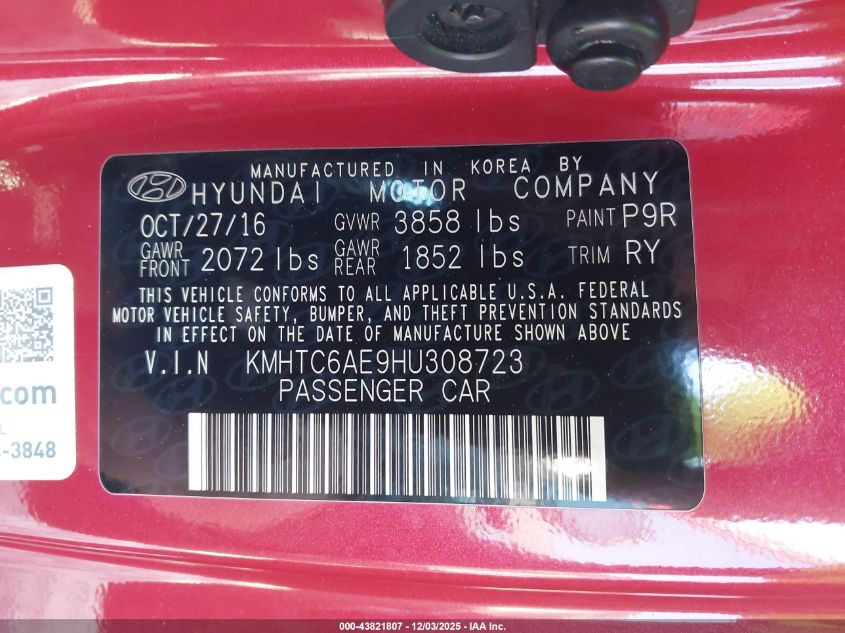 MANUFACTURED IN KOREA BY
HYUNDAI MOTOR COMPANY
OCT/27/16 GVWR 3858 lbs PAINT P9R
GAWR FRONT 2072 lbs GAWR REAR 1852 lbs TRIM RY
THIS VEHICLE CONFORMS TO ALL APPLICABLE U.S.A. FEDERAL
MOTOR VEHICLE SAFETY, BUMPER, AND THEFT PREVENTION STANDARDS
IN EFFECT ON THE DATE OF MANUFACTURE SHOWN ABOVE
V.I.N KMHTC6AE9HU308723
PASSENGER CAR
.com
-3848
000-43821807 - 12/03/2025 - IAA Inc.